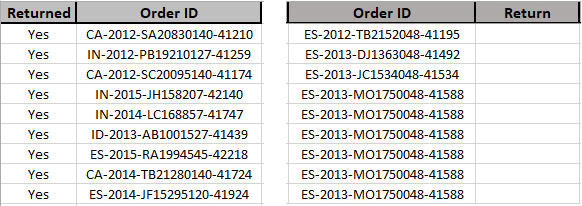 Returned Order ID Order ID Return
Yes CA-2012-SA20830140-41210 ES-2012-TB2152048-41195
Yes IN-2012-PB19210127-41259 ES-2013-DJ1363048-41492
Yes CA-2012-SC20095140-41174 ES-2013-JC1534048-41534
Yes IN-2015-JH158207-42140 ES-2013-MO1750048-41588
Yes IN-2014-LC168857-41747 ES-2013-MO1750048-41588
Yes ID-2013-AB1001527-41439 ES-2013-MO1750048-41588
Yes ES-2015-RA1994545-42218 ES-2013-MO1750048-41588
Yes CA-2014-TB21280140-41724 ES-2013-MO1750048-41588
Yes ES-2014-JF15295120-41924 ES-2013-MO1750048-41588